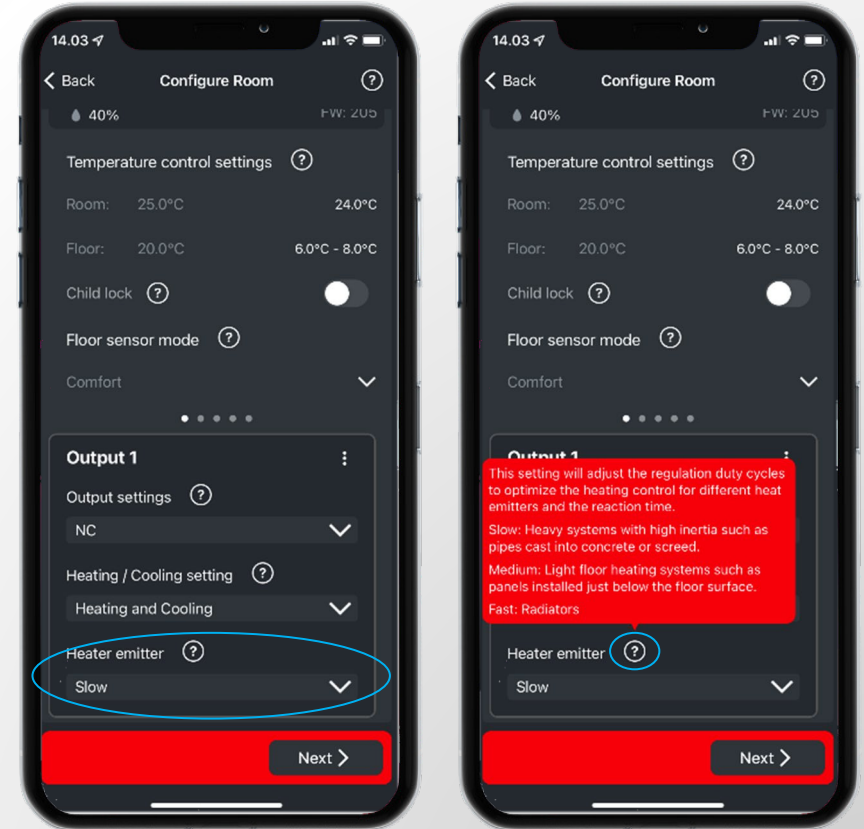 14.03
Back
Configure Room
?
40%
FW: 205
Temperature control settings ?
Room: 25.0°C 24.0°C
Floor: 20.0°C 6.0°C - 8.0°C
Child lock ?
Floor sensor mode ?
Comfort
Output 1
Output settings ?
NC
Heating / Cooling setting ?
Heating and Cooling
Heater emitter ?
Slow
Next
14.03
Back
Configure Room
?
40%
FW: 205
Temperature control settings ?
Room: 25.0°C 24.0°C
Floor: 20.0°C 6.0°C - 8.0°C
Child lock ?
Floor sensor mode ?
Comfort
Output 1
This setting will adjust the regulation duty cycles
to optimize the heating control for different heat
emitters and the reaction time.
Slow: Heavy systems with high inertia such as
pipes cast into concrete or screed.
Medium: Light floor heating systems such as
panels installed just below the floor surface.
Fast: Radiators
Heater emitter ?
Slow
Next